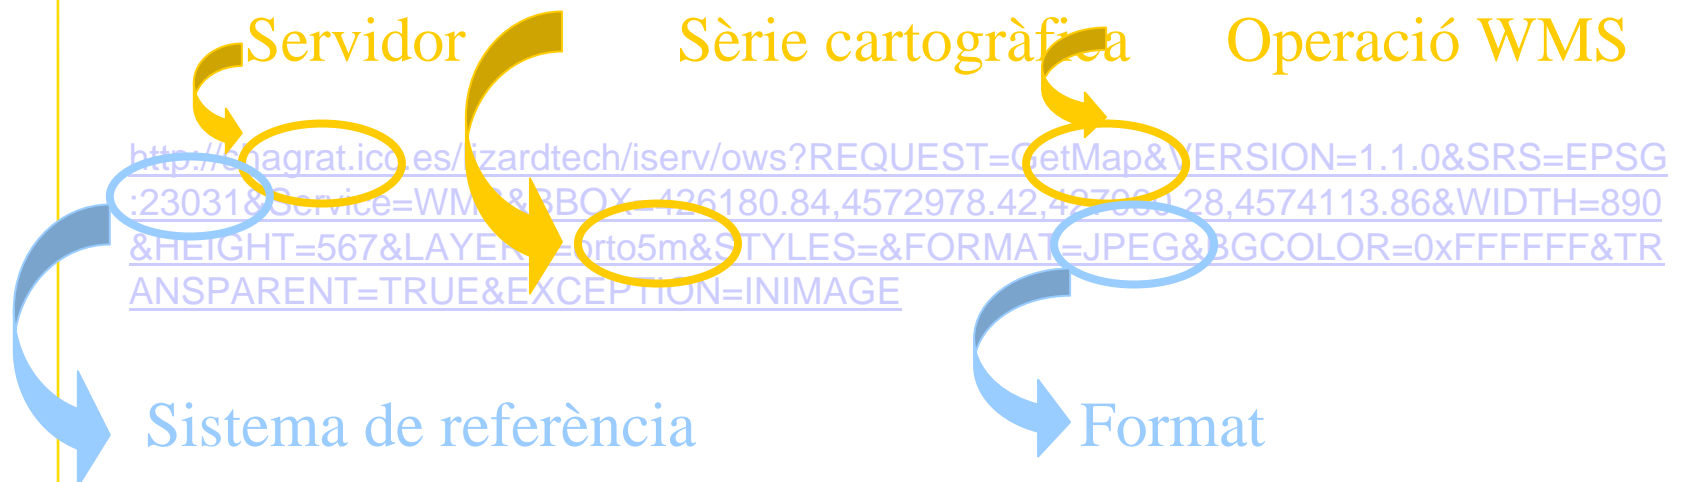 Servidor Sèrie cartogràfica Operació WMS
http://shagrat.icc.es/lizardtech/iserv/ows?REQUEST=GetMap&VERSION=1.1.0&SRS=EPSG
:23031&Service=WMS&BBOX=426180.84,4572978.42, 28,4574113.86&WIDTH=890
&HEIGHT=567&LAYERS=orto5m&STYLES=&FORMAT=JPEG&BGCOLOR=0xFFFFFF&TR
ANSPARENT=TRUE&EXCEPTION=INIMAGE
Sistema de referència Format